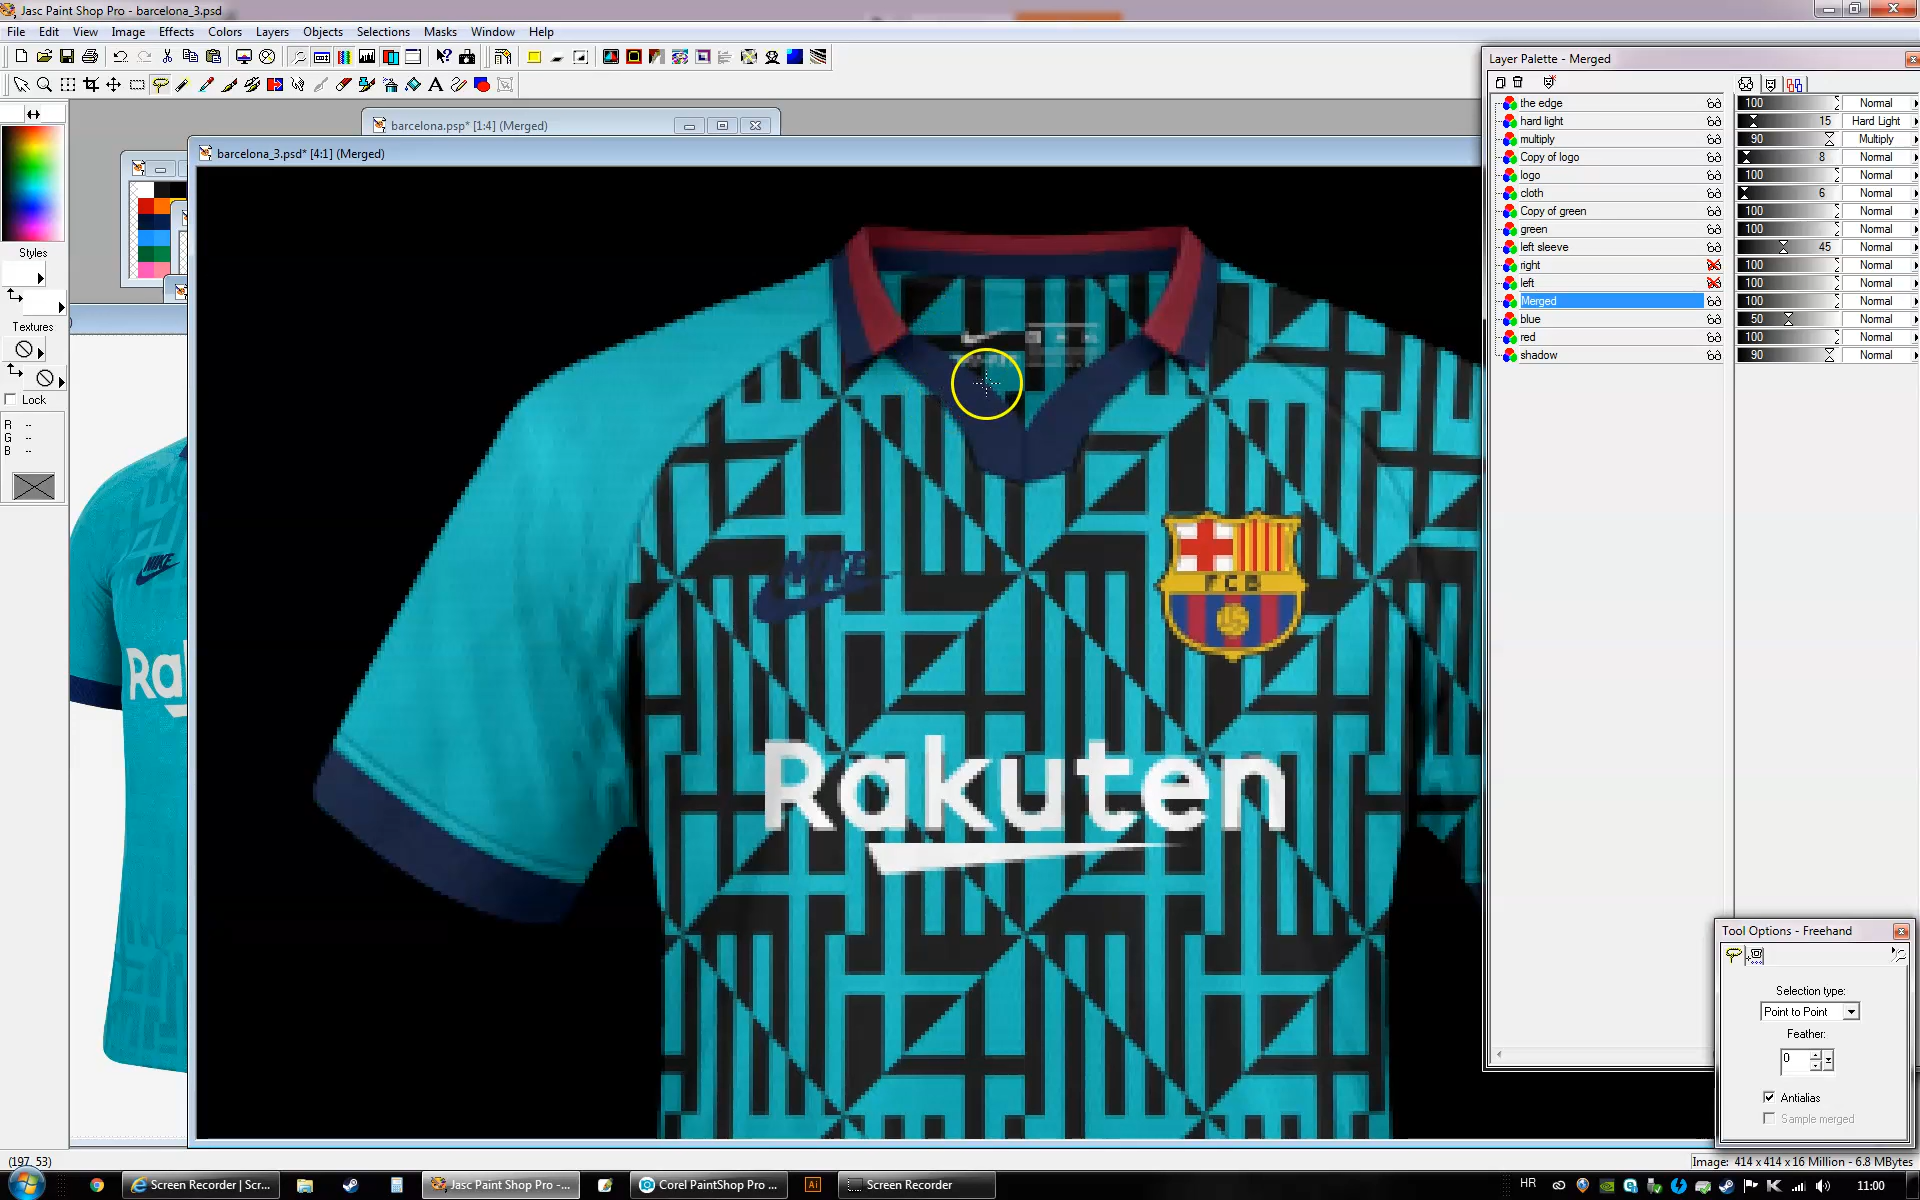 Jasc Paint Shop Pro - barcelona_3.psd
File Edit View Image Effects Colors Layers Objects Selections Masks Window Help
Layer Palette - Merged
barcelona.psp* [1:4] (Merged)
barcelona_3.psd* [4:1] (Merged)
the edge 100 Normal
hard light 15 Hard Light
multiply 90 Multiply
Copy of logo 8 Normal
logo 100 Normal
cloth 6 Normal
Copy of green 100 Normal
green 100 Normal
left sleeve 45 Normal
right 100 Normal
left 100 Normal
Merged 100 Normal
blue 50 Normal
red 100 Normal
shadow 90 Normal
Styles
Textures
Lock
R --
G --
B --
NIKE
NIKE
FCB
Ra
Rakuten
Tool Options - Freehand
Selection type:
Point to Point
Feather:
0
Antialias
Sample merged
(197, 53)
Image: 414 x 414 x 16 Million - 6.8 MBytes
Screen Recorder | Scr...
Jasc Paint Shop Pro -...
Corel PaintShop Pro ...
Ai
Screen Recorder
HR
11:00